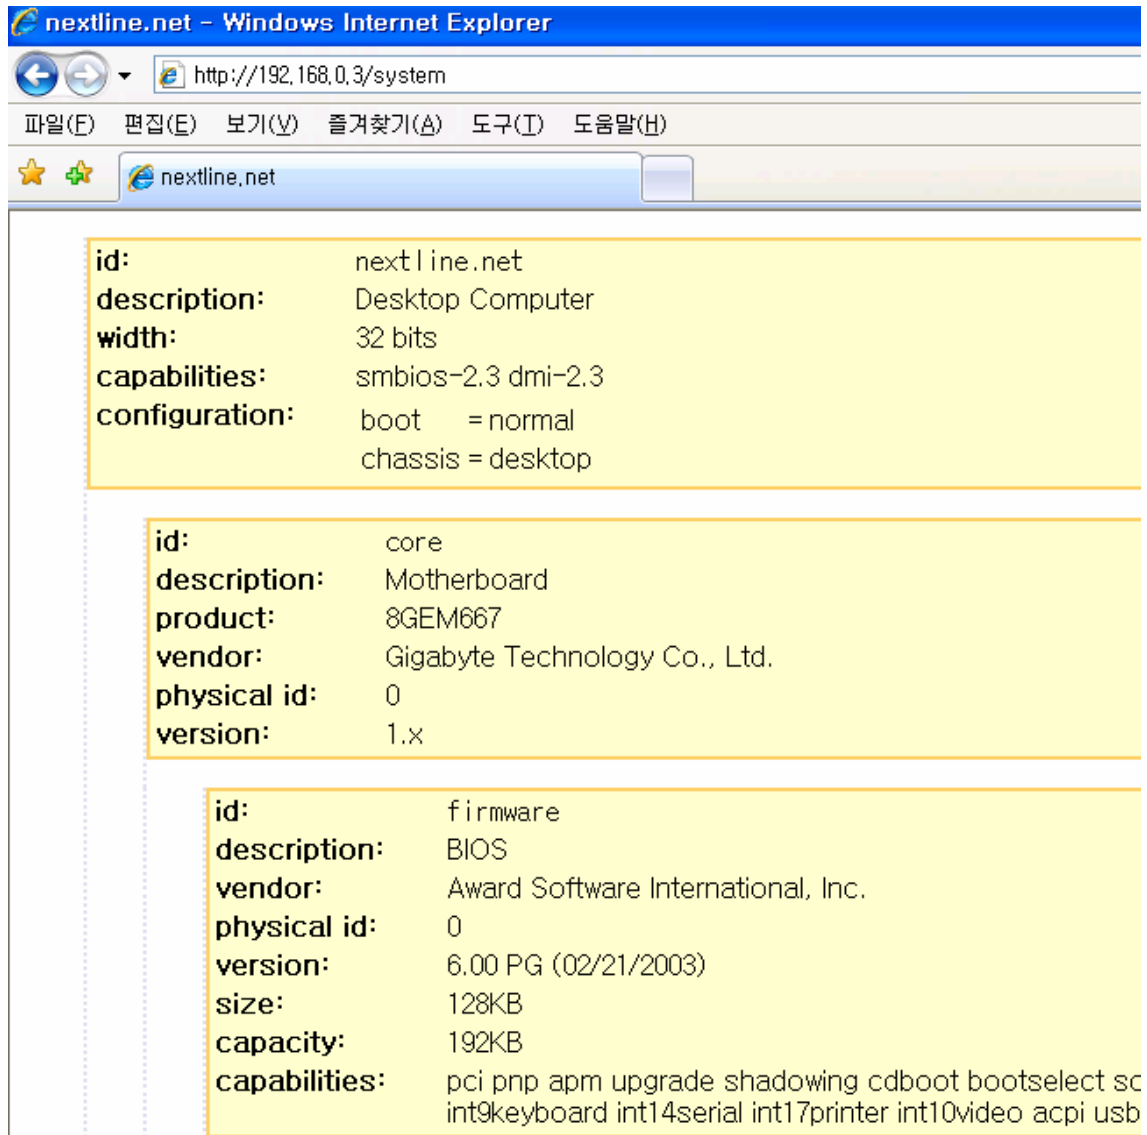 nextline.net - Windows Internet Explorer
http://192.168.0.3/system
파일(F) 편집(E) 보기(V) 즐겨찾기(A) 도구(T) 도움말(H)
nextline.net
id: nextline.net
description: Desktop Computer
width: 32 bits
capabilities: smbios-2.3 dmi-2.3
configuration: boot = normal
chassis = desktop
id: core
description: Motherboard
product: 8GEM667
vendor: Gigabyte Technology Co., Ltd.
physical id: 0
version: 1.x
id: firmware
description: BIOS
vendor: Award Software International, Inc.
physical id: 0
version: 6.00 PG (02/21/2003)
size: 128KB
capacity: 192KB
capabilities: pci pnp apm upgrade shadowing cdboot bootselect
int9keyboard int14serial int17printer int10video acpi usb